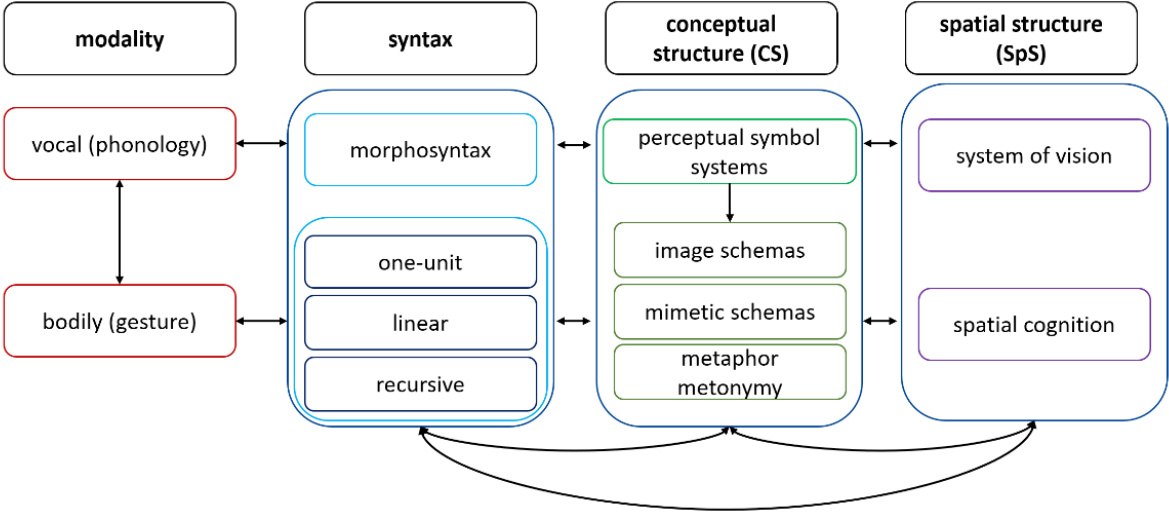 modality
syntax
conceptual
structure (CS)
spatial structure
(SpS)
vocal (phonology)
morphosyntax
perceptual symbol
systems
system of vision
one-unit
image schemas
bodily (gesture)
linear
mimetic schemas
spatial cognition
recursive
metaphor
metonymy